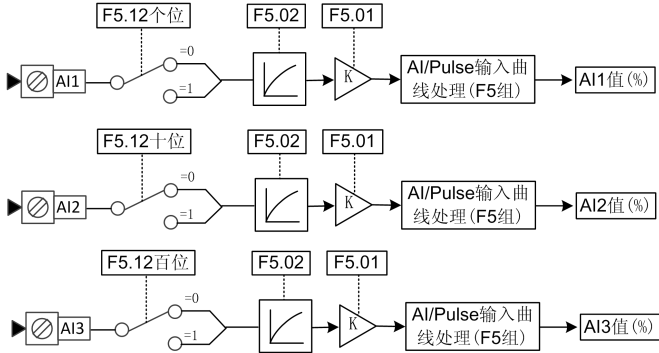 F5.12个位
F5.02
F5.01
AI1
=0
=1
K
AI/Pulse输入曲
线处理(F5组)
AI1值(%)
F5.12十位
F5.02
F5.01
AI2
=0
=1
K
AI/Pulse输入曲
线处理(F5组)
AI2值(%)
F5.12百位
F5.02
F5.01
AI3
=0
=1
K
AI/Pulse输入曲
线处理(F5组)
AI3值(%)